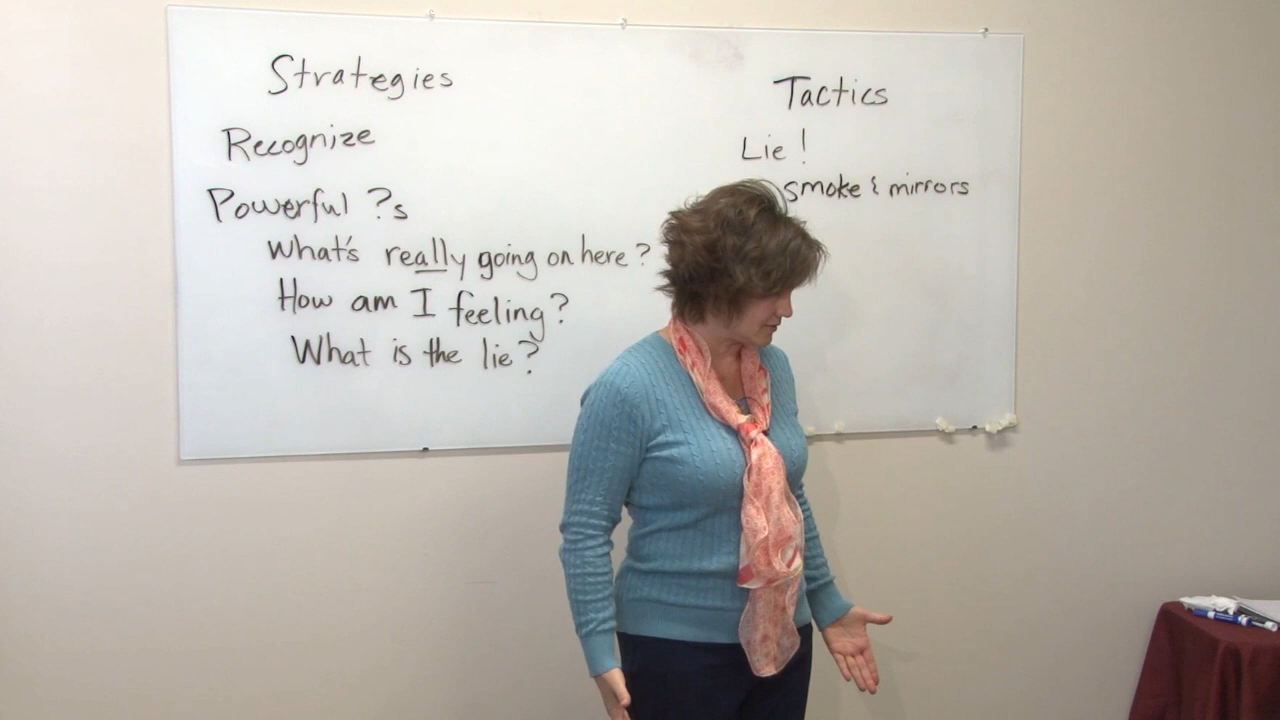 Strategies
Recognize
Powerful ?s
What's really going on here?
How am I feeling?
What is the lie?
Tactics
Lie!
smoke & mirrors